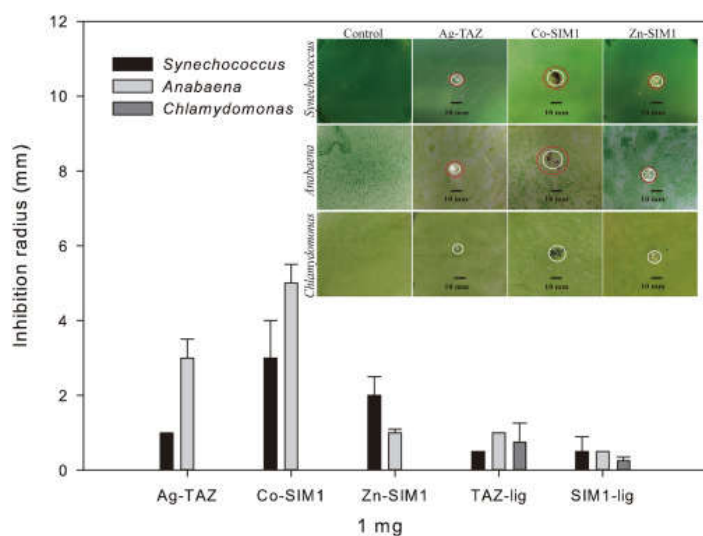 12
10
8
6
4
2
0
Inhibition radius (mm)
Synechococcus
Anabaena
Chlamydomonas
Control Ag-TAZ Co-SIM1 Zn-SIM1
Synechococcus
10 mm 10 mm 10 mm
Anabaena
10 mm 10 mm 10 mm
Chlamydomonas
10 mm 10 mm 10 mm
Ag-TAZ Co-SIM1 Zn-SIM1 TAZ-lig SIM1-lig
1 mg